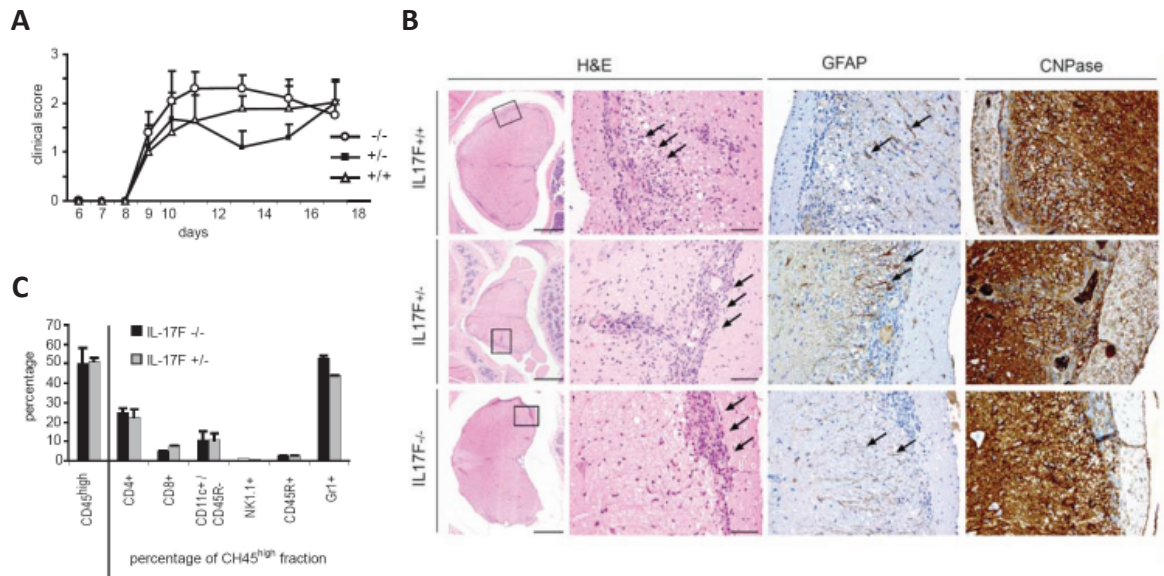 A
3
2
1
0
clinical score
6 7 8 9 10 12 14 16 18
days
-/-
+/-
+/+
B
H&E GFAP CNPase
IL17F+/+
IL17F+/-
IL17F-/-
C
70
60
50
40
30
20
10
0
percentage
IL-17F -/-
IL-17F +/-
CD45high
CD4+
CD8+
CD11c+ /
CD45R-
NK1.1+
CD45R+
Gr1+
percentage of CH45high fraction